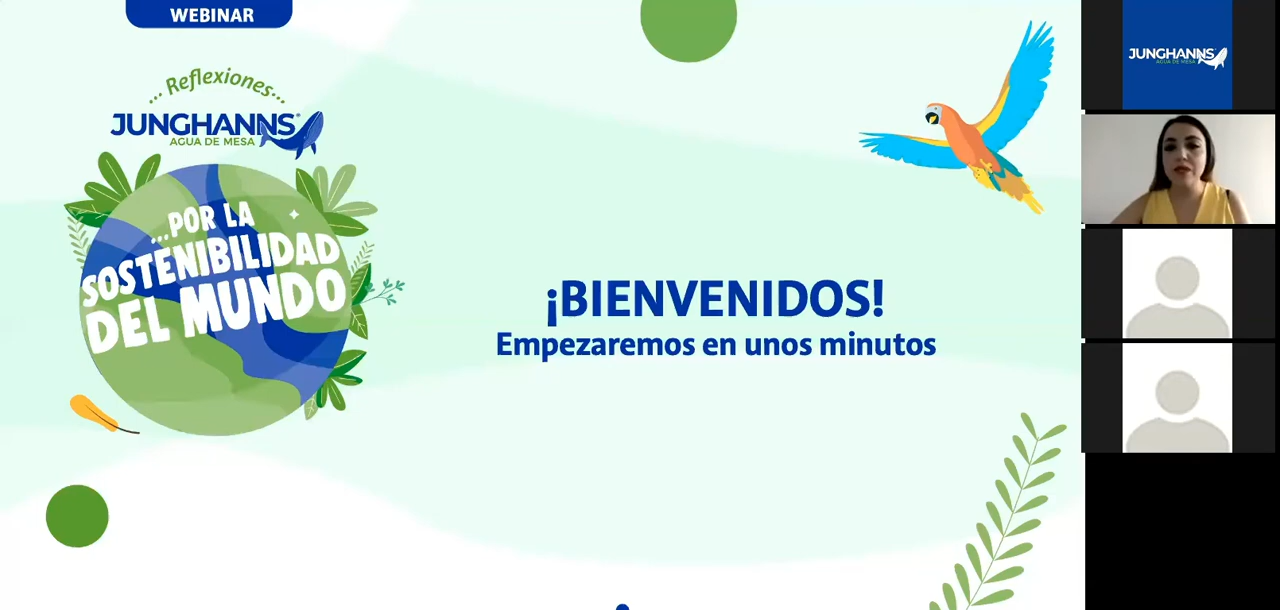 WEBINAR
... Reflexiones...
JUNGHANNS®
AGUA DE MESA
...POR LA
SOSTENIBILIDAD
DEL MUNDO
¡BIENVENIDOS!
Empezaremos en unos minutos
JUNGHANNS
AGUA DE MESA